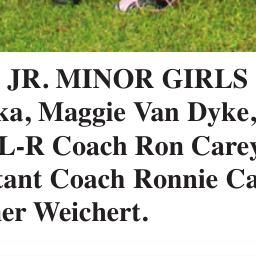 JR. MINOR GIRLS
ka, Maggie Van Dyke,
L-R Coach Ron Carey
tant Coach Ronnie Ca
er Weichert.